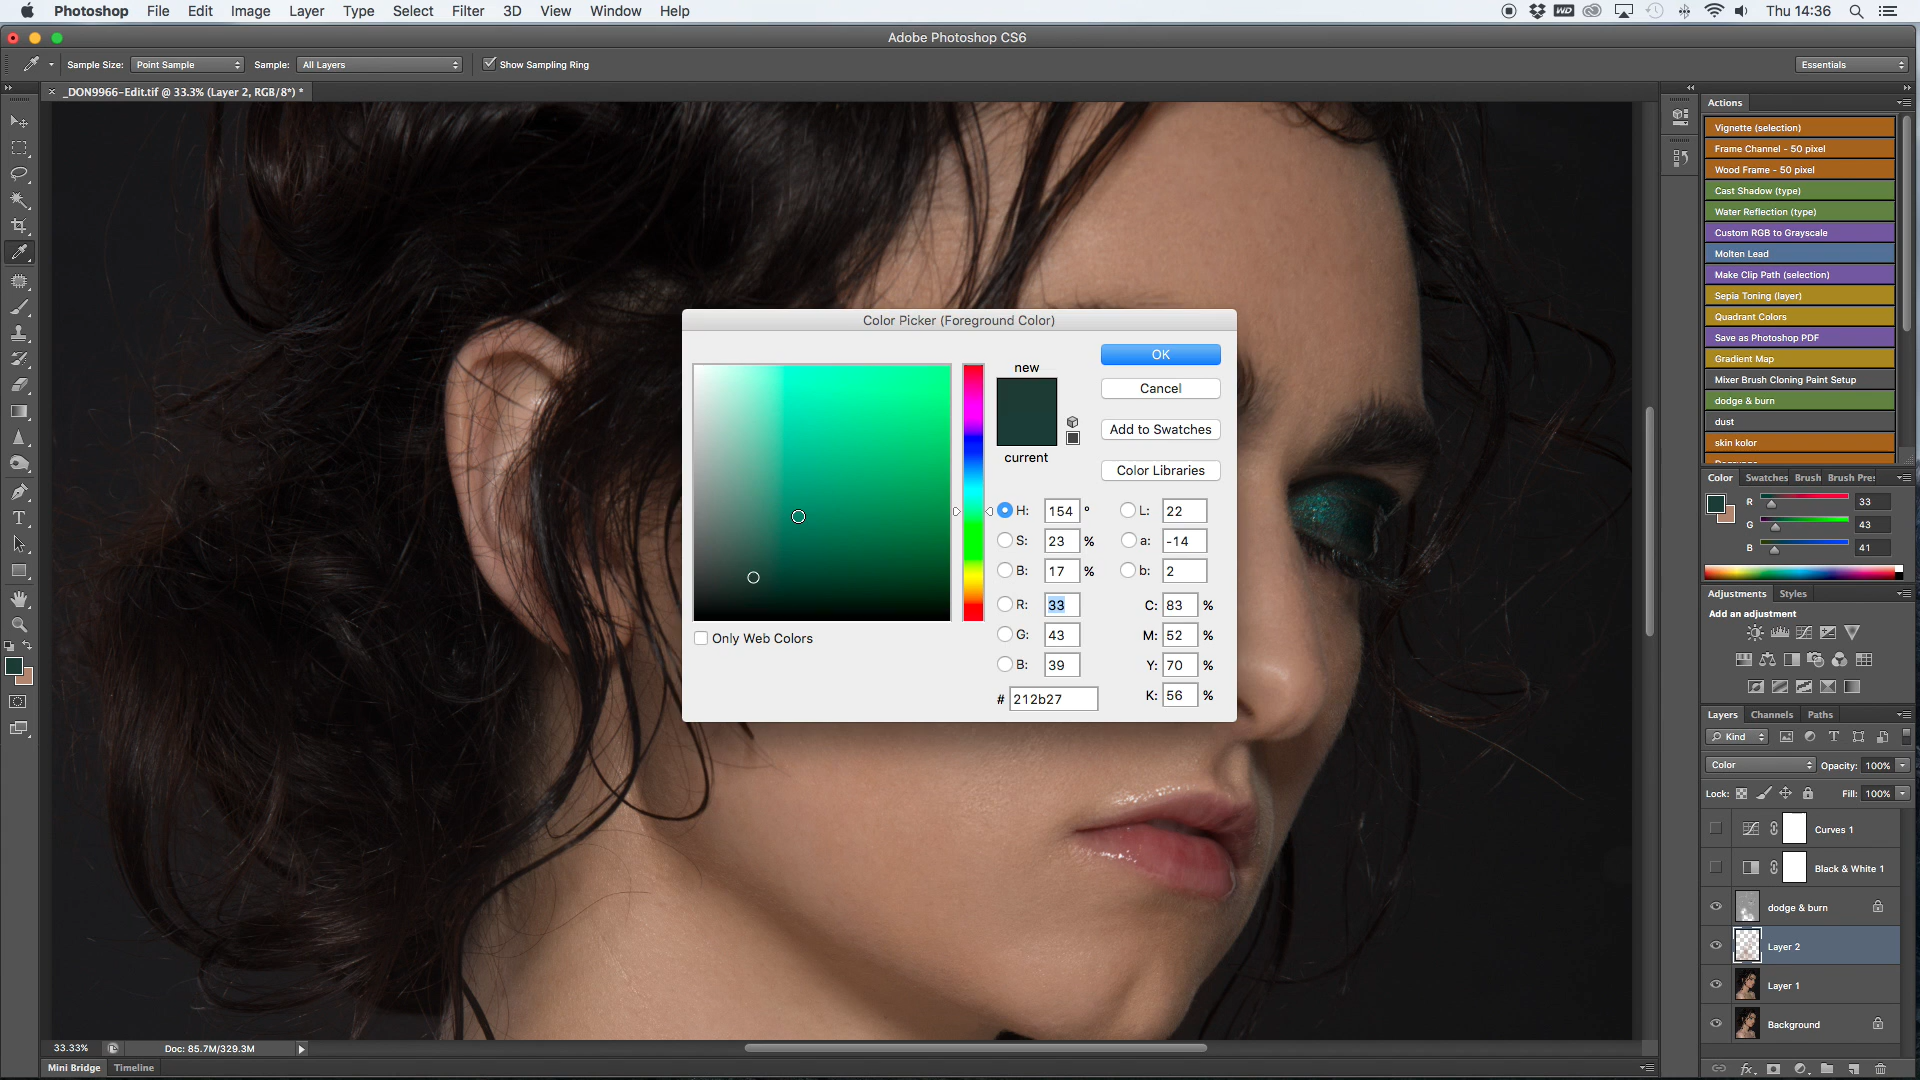 Photoshop File Edit Image Layer Type Select Filter 3D View Window Help WD Thu 14:36
Adobe Photoshop CS6
Sample Size: Point Sample Sample: All Layers Show Sampling Ring Essentials
× _DON9966-Edit.tif @ 33.3% (Layer 2, RGB/8*) *
Color Picker (Foreground Color)
new
current
OK
Cancel
Add to Swatches
Color Libraries
H: 154 ° L: 22
S: 23 % a: -14
B: 17 % b: 2
R: 33 C: 83 %
G: 43 M: 52 %
B: 39 Y: 70 %
# 212b27 K: 56 %
Only Web Colors
Actions
Vignette (selection)
Frame Channel - 50 pixel
Wood Frame - 50 pixel
Cast Shadow (type)
Water Reflection (type)
Custom RGB to Grayscale
Molten Lead
Make Clip Path (selection)
Sepia Toning (layer)
Quadrant Colors
Save as Photoshop PDF
Gradient Map
Mixer Brush Cloning Paint Setup
dodge & burn
dust
skin kolor
Color Swatches Brush Brush Pre:
R 33
G 43
B 41
Adjustments Styles
Add an adjustment
Layers Channels Paths
Kind
Color Opacity: 100%
Lock: Fill: 100%
Curves 1
Black & White 1
dodge & burn
Layer 2
Layer 1
Background
33.33% Doc: 85.7M/329.3M
Mini Bridge Timeline